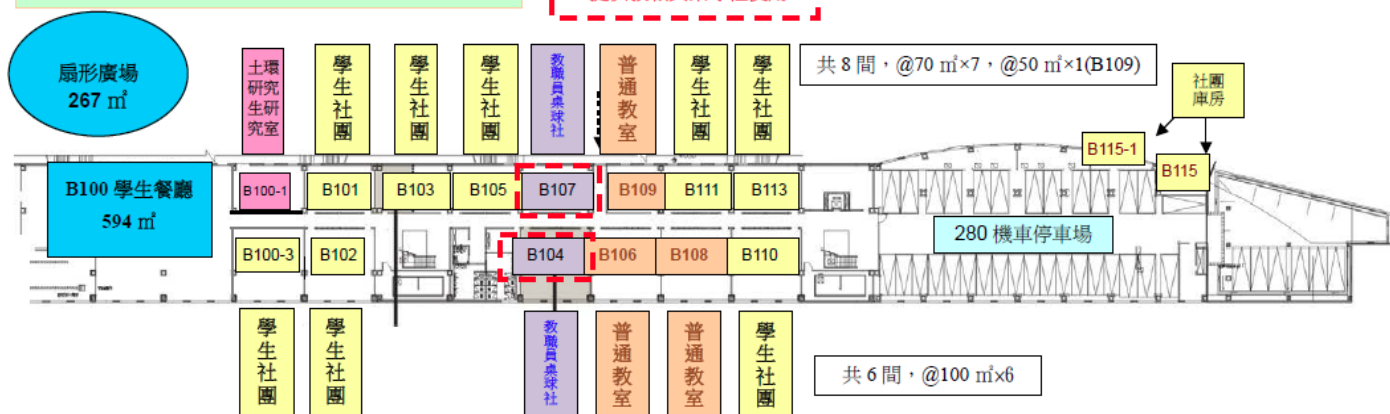 扇形廣場
267 ㎡
土環研究生研究室
學生社團
學生社團
學生社團
教職員桌球社
普通教室
學生社團
學生社團
共 8 間，@70 ㎡×7，@50 ㎡×1(B109)
社團庫房
B100 學生餐廳
594 ㎡
B100-1
B101
B103
B105
B107
B109
B111
B113
B115-1
B115
B100-3
B102
B104
B106
B108
B110
280 機車停車場
學生社團
學生社團
教職員桌球社
普通教室
普通教室
學生社團
共 6 間，@100 ㎡×6